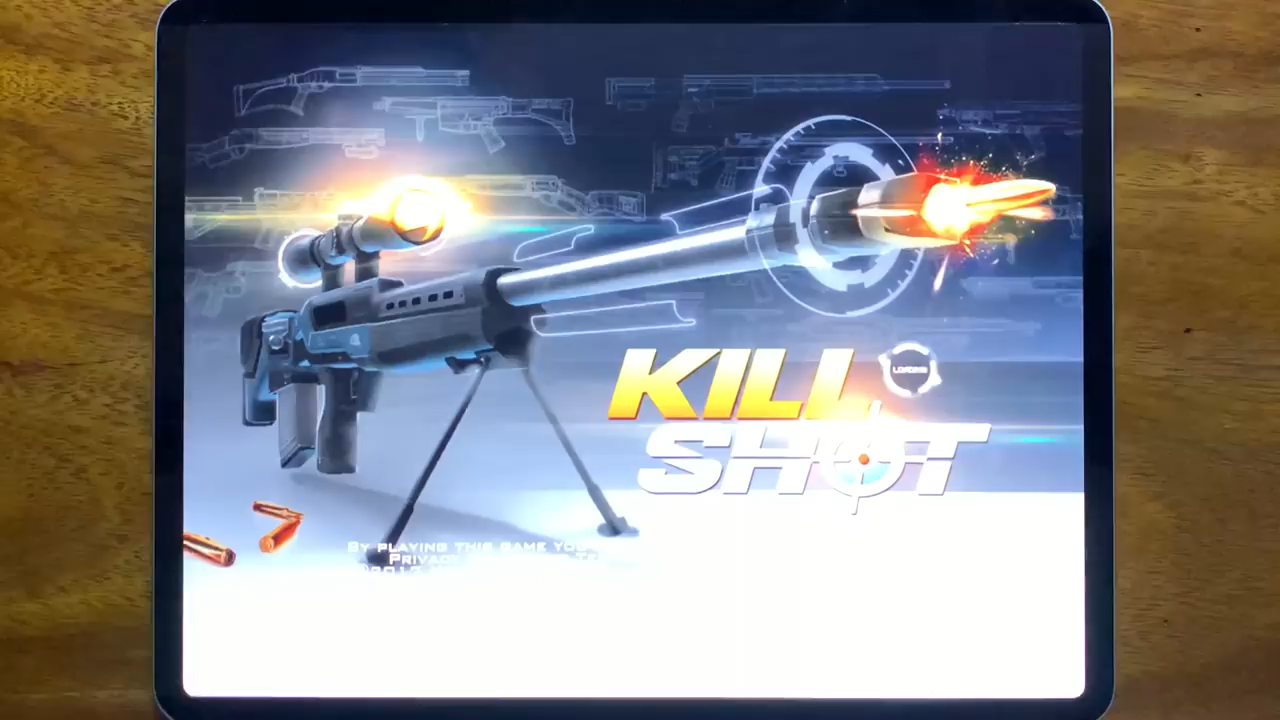 LOADING
KILL
SHOT
BY PLAYING THIS GAME YOU
PRIVACY